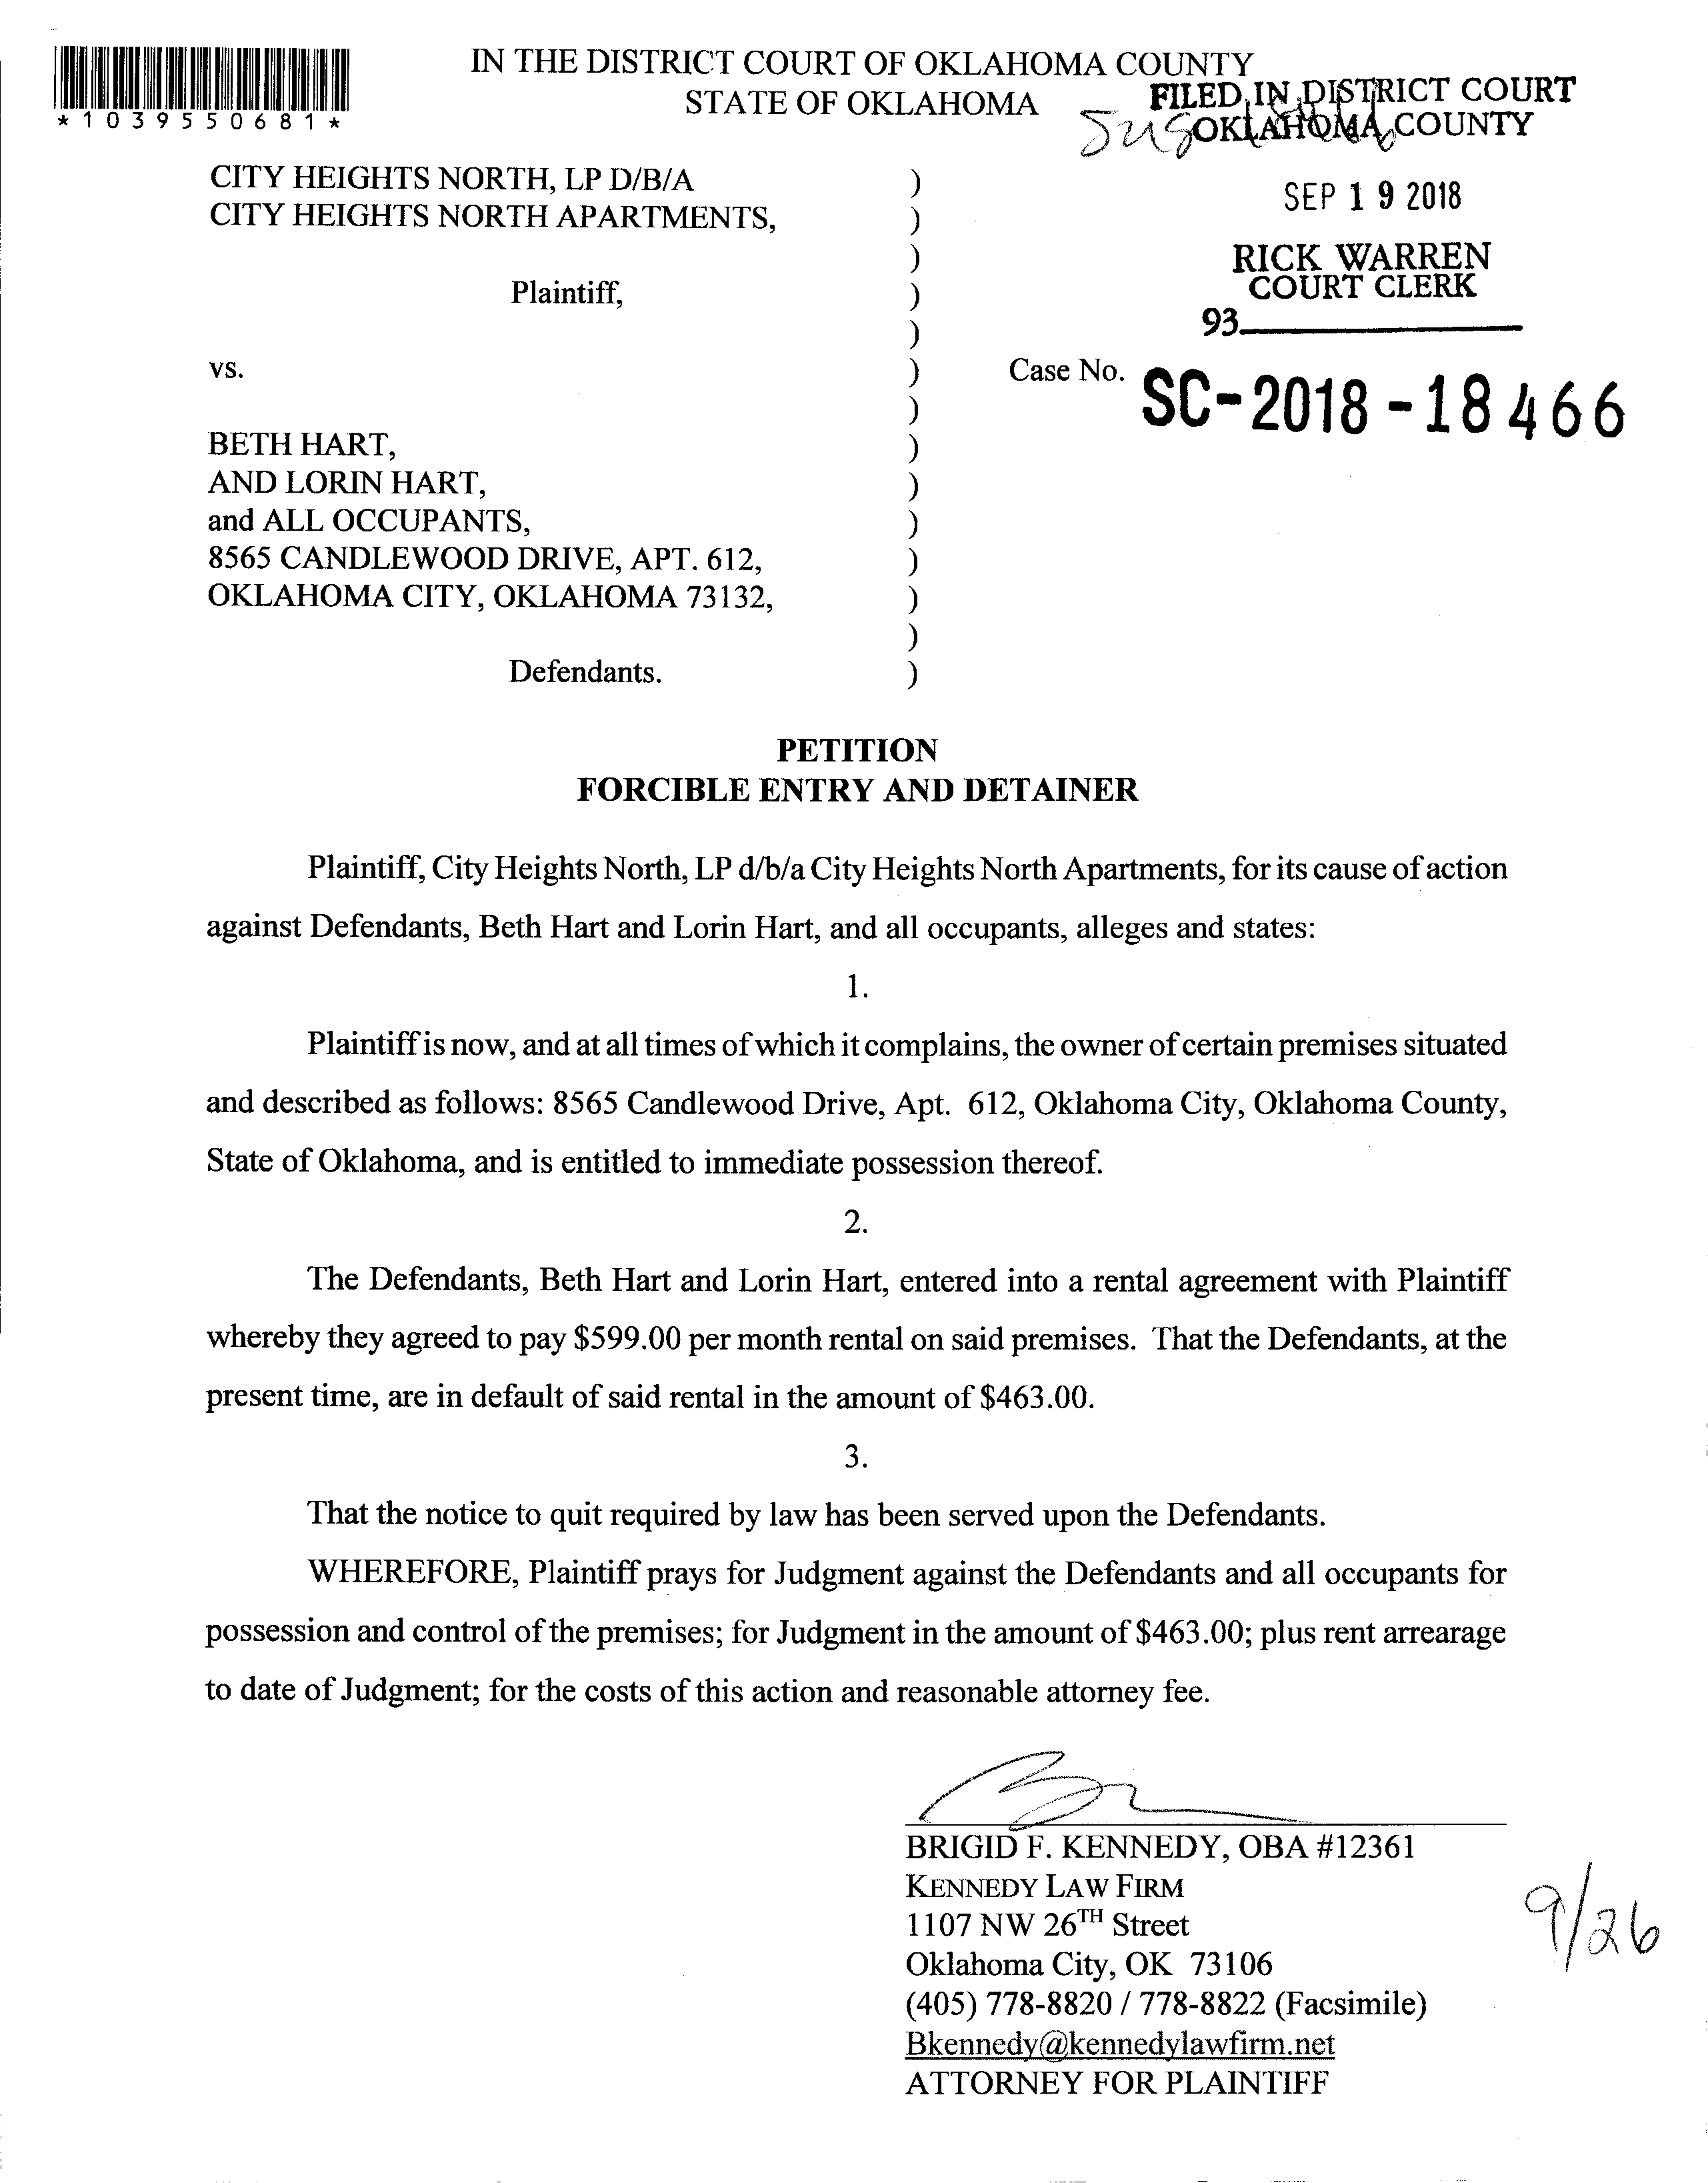 IN THE DISTRICT COURT OF OKLAHOMA COUNTY
STATE OF OKLAHOMA
*1039550681*
FILED IN DISTRICT COURT
OKLAHOMA COUNTY
SEP 19 2018
RICK WARREN
COURT CLERK
93
CITY HEIGHTS NORTH, LP D/B/A )
CITY HEIGHTS NORTH APARTMENTS, )
)
Plaintiff, )
)
vs. ) Case No. SC-2018-18466
)
BETH HART, )
AND LORIN HART, )
and ALL OCCUPANTS, )
8565 CANDLEWOOD DRIVE, APT. 612, )
OKLAHOMA CITY, OKLAHOMA 73132, )
)
Defendants. )
PETITION
FORCIBLE ENTRY AND DETAINER
Plaintiff, City Heights North, LP d/b/a City Heights North Apartments, for its cause of action
against Defendants, Beth Hart and Lorin Hart, and all occupants, alleges and states:
1.
Plaintiff is now, and at all times of which it complains, the owner of certain premises situated
and described as follows: 8565 Candlewood Drive, Apt. 612, Oklahoma City, Oklahoma County,
State of Oklahoma, and is entitled to immediate possession thereof.
2.
The Defendants, Beth Hart and Lorin Hart, entered into a rental agreement with Plaintiff
whereby they agreed to pay $599.00 per month rental on said premises. That the Defendants, at the
present time, are in default of said rental in the amount of $463.00.
3.
That the notice to quit required by law has been served upon the Defendants.
WHEREFORE, Plaintiff prays for Judgment against the Defendants and all occupants for
possession and control of the premises; for Judgment in the amount of $463.00; plus rent arrearage
to date of Judgment; for the costs of this action and reasonable attorney fee.
BRIGID F. KENNEDY, OBA #12361
KENNEDY LAW FIRM
1107 NW 26TH Street
Oklahoma City, OK 73106
(405) 778-8820 / 778-8822 (Facsimile)
Bkennedy@kennedylawfirm.net
ATTORNEY FOR PLAINTIFF
9/26